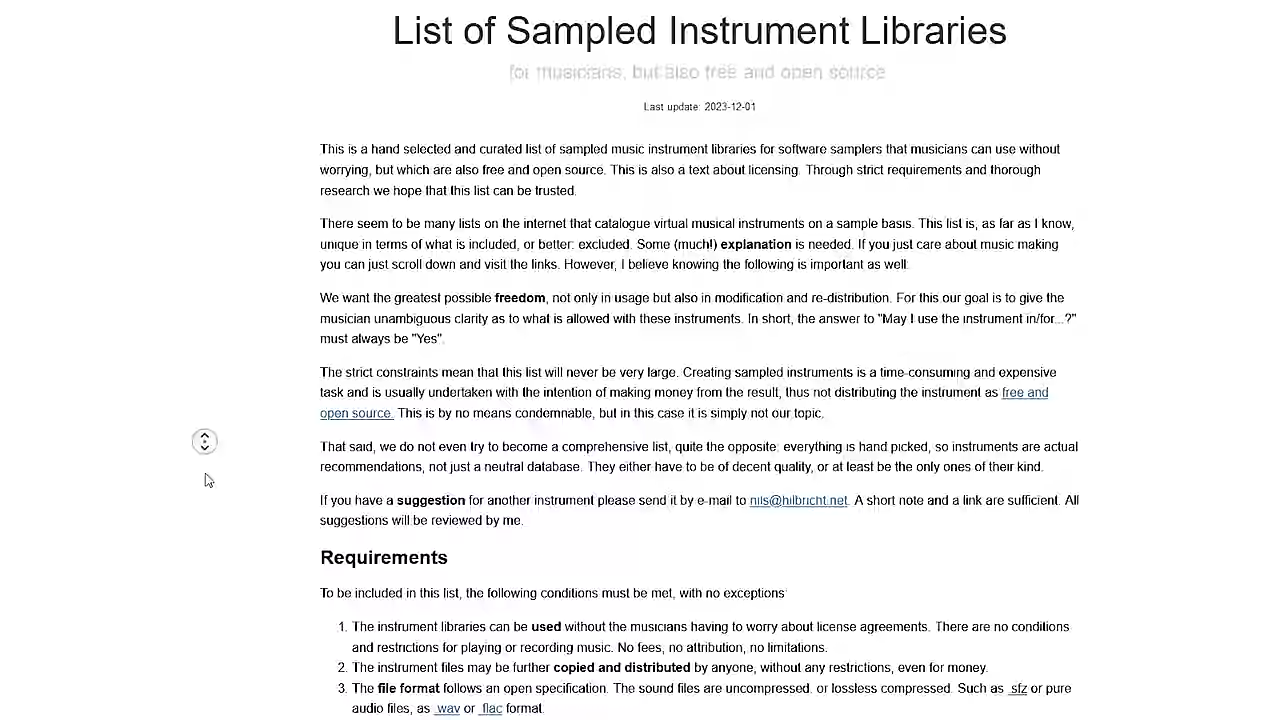 List of Sampled Instrument Libraries
for musicians, but also free and open source
Last update: 2023-12-01
This is a hand selected and curated list of sampled music instrument libraries for software samplers that musicians can use without
worrying, but which are also free and open source. This is also a text about licensing. Through strict requirements and thorough
research we hope that this list can be trusted.
There seem to be many lists on the internet that catalogue virtual musical instruments on a sample basis. This list is, as far as I know,
unique in terms of what is included, or better: excluded. Some (much!) explanation is needed. If you just care about music making
you can just scroll down and visit the links. However, I believe knowing the following is important as well:
We want the greatest possible freedom, not only in usage but also in modification and re-distribution. For this our goal is to give the
musician unambiguous clarity as to what is allowed with these instruments. In short, the answer to "May I use the instrument in/for...?"
must always be "Yes".
The strict constraints mean that this list will never be very large. Creating sampled instruments is a time-consuming and expensive
task and is usually undertaken with the intention of making money from the result, thus not distributing the instrument as free and
open source. This is by no means condemnable, but in this case it is simply not our topic.
That said, we do not even try to become a comprehensive list, quite the opposite: everything is hand picked, so instruments are actual
recommendations, not just a neutral database. They either have to be of decent quality, or at least be the only ones of their kind.
If you have a suggestion for another instrument please send it by e-mail to nils@hilbricht.net. A short note and a link are sufficient. All
suggestions will be reviewed by me.
Requirements
To be included in this list, the following conditions must be met, with no exceptions:
1. The instrument libraries can be used without the musicians having to worry about license agreements. There are no conditions
and restrictions for playing or recording music. No fees, no attribution, no limitations.
2. The instrument files may be further copied and distributed by anyone, without any restrictions, even for money.
3. The file format follows an open specification. The sound files are uncompressed. or lossless compressed. Such as .sfz or pure
audio files, as .wav or .flac format.